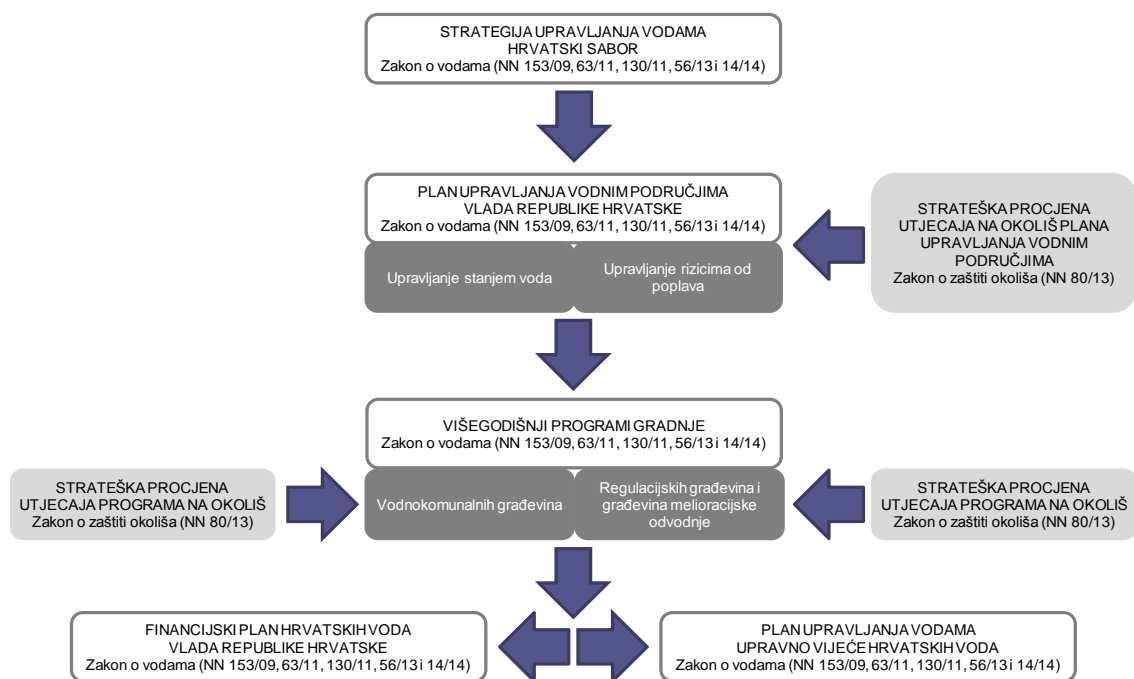 STRATEGIJA UPRAVLJANJA VODAMA
HRVATSKI SABOR
Zakon o vodama (NN 153/09, 63/11, 130/11, 56/13 i 14/14)
PLAN UPRAVLJANJA VODNIM PODRUČJIMA
VLADA REPUBLIKE HRVATSKE
Zakon o vodama (NN 153/09, 63/11, 130/11, 56/13 i 14/14)
Upravljanje stanjem voda
Upravljanje rizicima od
poplava
STRATEŠKA PROCJENA
UTJECAJA NA OKOLIŠ PLANA
UPRAVLJANJA VODNIM
PODRUČJIMA
Zakon o zaštiti okoliša (NN 80/13)
VIŠEGODIŠNJI PROGRAMI GRADNJE
Zakon o vodama (NN 153/09, 63/11, 130/11, 56/13 i 14/14)
STRATEŠKA PROCJENA
UTJECAJA PROGRAMA NA OKOLIŠ
Zakon o zaštiti okoliša (NN 80/13)
Vodnokomunalnih građevina
Regulacijskih građevina i
građevina melioracijske
odvodnje
STRATEŠKA PROCJENA
UTJECAJA PROGRAMA NA OKOLIŠ
Zakon o zaštiti okoliša (NN 80/13)
FINANCIJSKI PLAN HRVATSKIH VODA
VLADA REPUBLIKE HRVATSKE
Zakon o vodama (NN 153/09, 63/11, 130/11, 56/13 i 14/14)
PLAN UPRAVLJANJA VODAMA
UPRAVNO VIJEĆE HRVATSKIH VODA
Zakon o vodama (NN 153/09, 63/11, 130/11, 56/13 i 14/14)